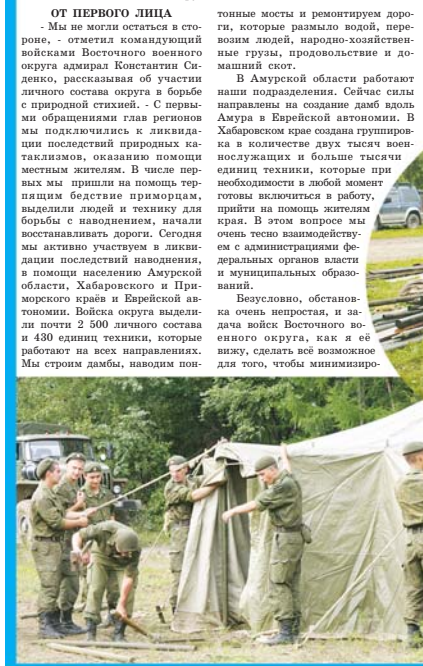 ОТ ПЕРВОГО ЛИЦА
- Мы не могли остаться в сто-
роне, - отметил командующий
войсками Восточного военного
округа адмирал Константин Си-
денко, рассказывая об участии
личного состава округа в борьбе
с природной стихией. - С первы-
ми обращениями глав регионов
мы подключились к ликвида-
ции последствий природных ка-
таклизмов, оказанию помощи
местным жителям. В числе пер-
вых мы пришли на помощь тер-
пящим бедствие приморцам,
выделили людей и технику для
борьбы с наводнением, начали
восстанавливать дороги. Сегодня
мы активно участвуем в ликви-
дации последствий наводнения,
в помощи населению Амурской
области, Хабаровского и При-
морского краёв и Еврейской ав-
тономии. Войска округа выдели-
ли почти 2 500 личного состава
и 430 единиц техники, которые
работают на всех направлениях.
Мы строим дамбы, наводим пон-
тонные мосты и ремонтируем доро-
ги, которые размыло водой, пере-
возим людей, народно-хозяйствен-
ные грузы, продовольствие и до-
машний скот.
В Амурской области работают
наши подразделения. Сейчас силы
направлены на создание дамб вдоль
Амура в Еврейской автономии. В
Хабаровском крае создана группиров-
ка в количестве двух тысяч воен-
нослужащих и больше тысячи
единиц техники, которые при
необходимости в любой момент
готовы включиться в работу,
прийти на помощь жителям
края. В этом вопросе мы
очень тесно взаимодейству-
ем с администрациями фе-
деральных органов власти
и муниципальных образо-
ваний.
Безусловно, обстанов-
ка очень непростая, и за-
дача войск Восточного во-
енного округа, как я её
вижу, сделать всё возможное
для того, чтобы минимизиро-